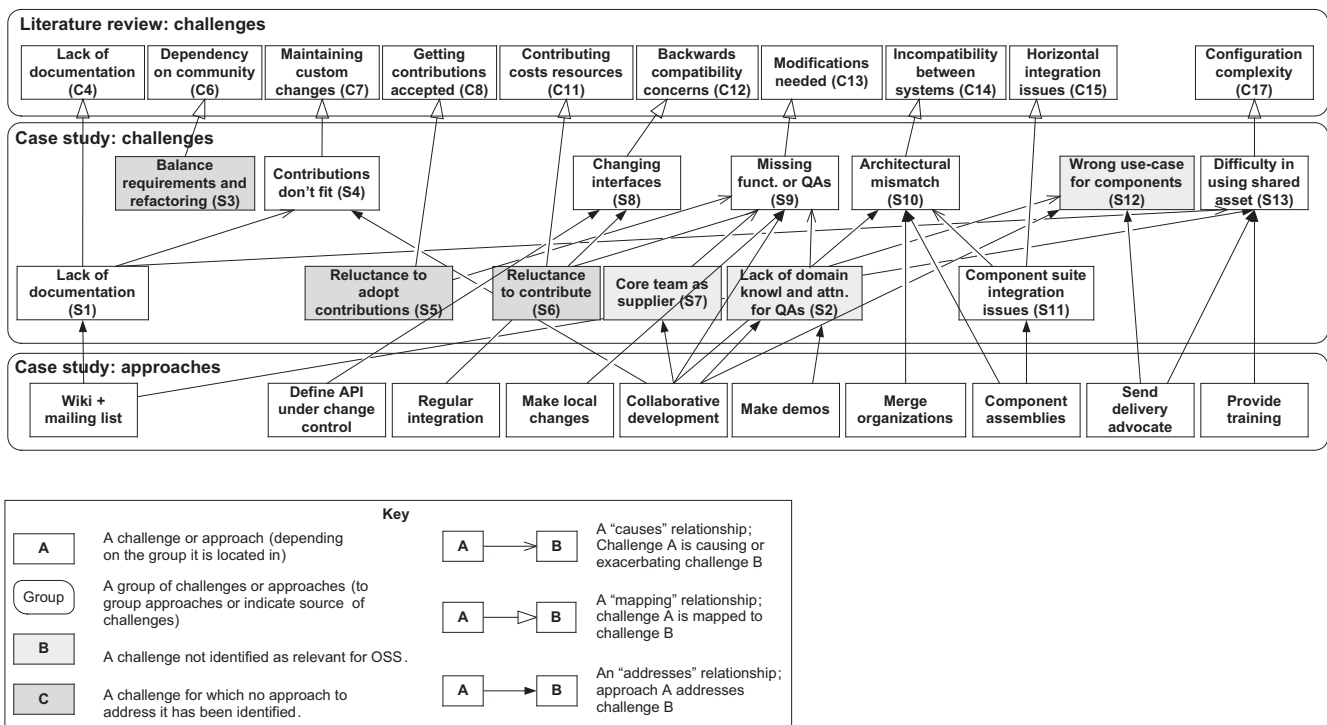 Literature review: challenges
Lack of
documentation
(C4)
Dependency
on community
(C6)
Maintaining
custom
changes (C7)
Getting
contributions
accepted (C8)
Contributing
costs resources
(C11)
Backwards
compatibility
concerns (C12)
Modifications
needed (C13)
Incompatibility
between
systems (C14)
Horizontal
integration
issues (C15)
Configuration
complexity
(C17)
Case study: challenges
Balance
requirements and
refactoring (S3)
Contributions
don't fit (S4)
Changing
interfaces
(S8)
Missing
funct. or QAs
(S9)
Architectural
mismatch
(S10)
Wrong use-case
for components
(S12)
Difficulty in
using shared
asset (S13)
Lack of
documentation
(S1)
Reluctance to
adopt
contributions (S5)
Reluctance
to contribute
(S6)
Core team as
supplier (S7)
Lack of domain
knowl and attn.
for QAs (S2)
Component suite
integration
issues (S11)
Case study: approaches
Wiki +
mailing list
Define API
under change
control
Regular
integration
Make local
changes
Collaborative
development
Make demos
Merge
organizations
Component
assemblies
Send
delivery
advocate
Provide
training
Key
A
A challenge or approach (depending
on the group it is located in)
Group
A group of challenges or approaches (to
group approaches or indicate source of
challenges)
B
A challenge not identified as relevant for OSS.
C
A challenge for which no approach to
address it has been identified.
A
B
A "causes" relationship;
Challenge A is causing or
exacerbating challenge B
A
B
A "mapping" relationship;
challenge A is mapped to
challenge B
A
B
An "addresses" relationship;
approach A addresses
challenge B